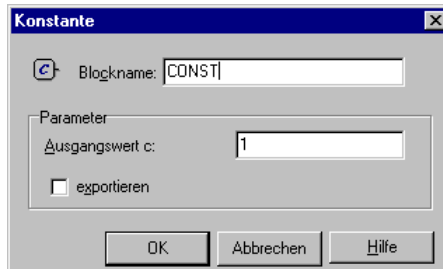 Konstante
c Blockname: CONST
Parameter
Ausgangswert c: 1
exportieren
OK Abbrechen Hilfe